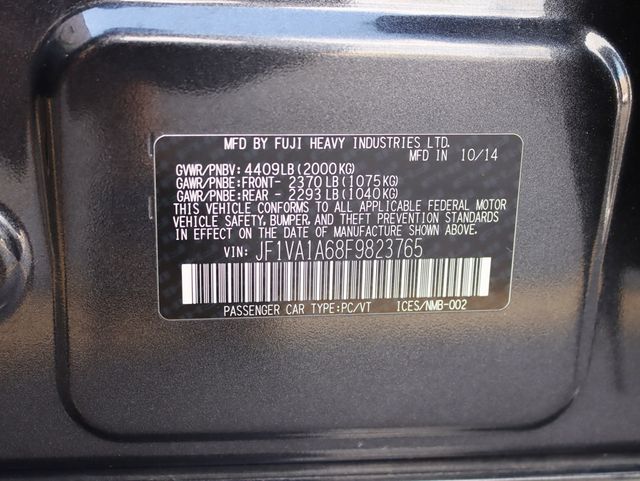 MFD BY FUJI HEAVY INDUSTRIES LTD.
MFD IN 10/14
GVWR/PNBV: 4409LB(2000KG)
GAWR/PNBE:FRONT- 2370LB(1075KG)
GAWR/PNBE:REAR - 2293LB(1040KG)
THIS VEHICLE CONFORMS TO ALL APPLICABLE FEDERAL MOTOR
VEHICLE SAFETY, BUMPER, AND THEFT PREVENTION STANDARDS
IN EFFECT ON THE DATE OF MANUFACTURE SHOWN ABOVE.
VIN: JF1VA1A68F9823765
PASSENGER CAR TYPE:PC/VT ICES/NMB-002